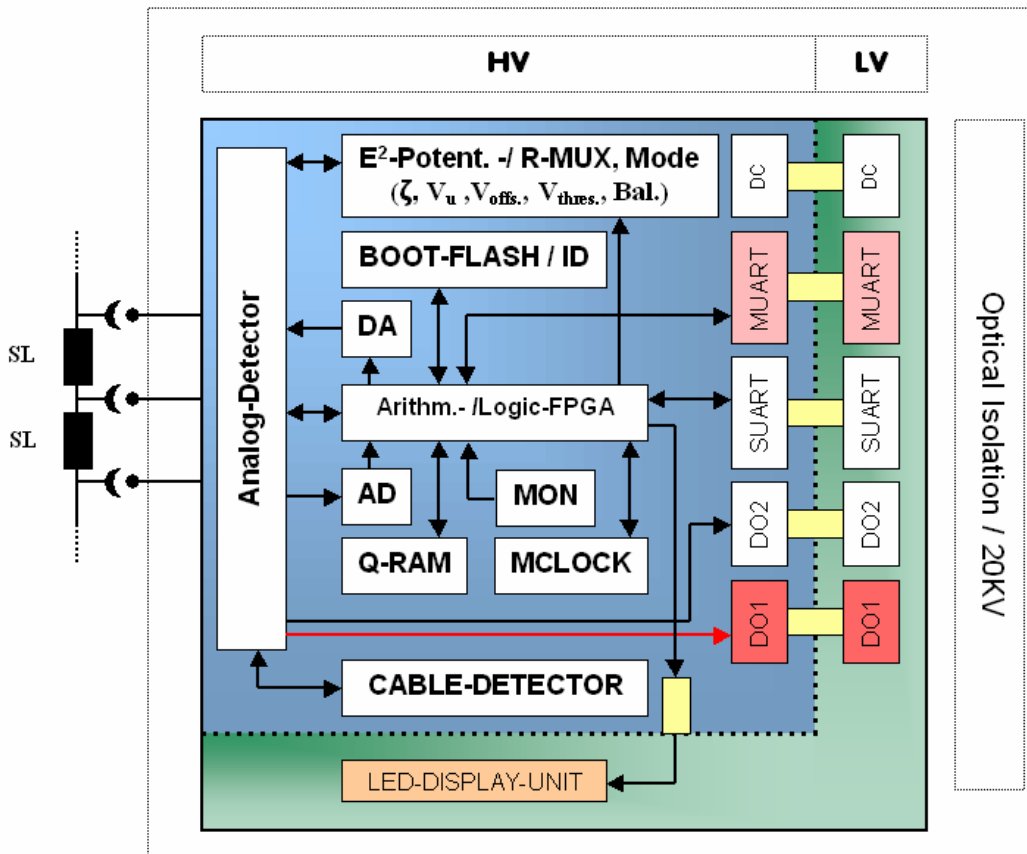 HV
LV
E²-Potent. -/ R-MUX, Mode
(ζ, Vᵤ ,Voffs., Vthres., Bal.)
DC
DC
BOOT-FLASH / ID
MUART
MUART
Analog-Detector
DA
SL
Arithm.- /Logic-FPGA
SUART
SUART
SL
AD
MON
DO2
DO2
Q-RAM
MCLOCK
DO1
DO1
CABLE-DETECTOR
LED-DISPLAY-UNIT
Optical Isolation / 20KV